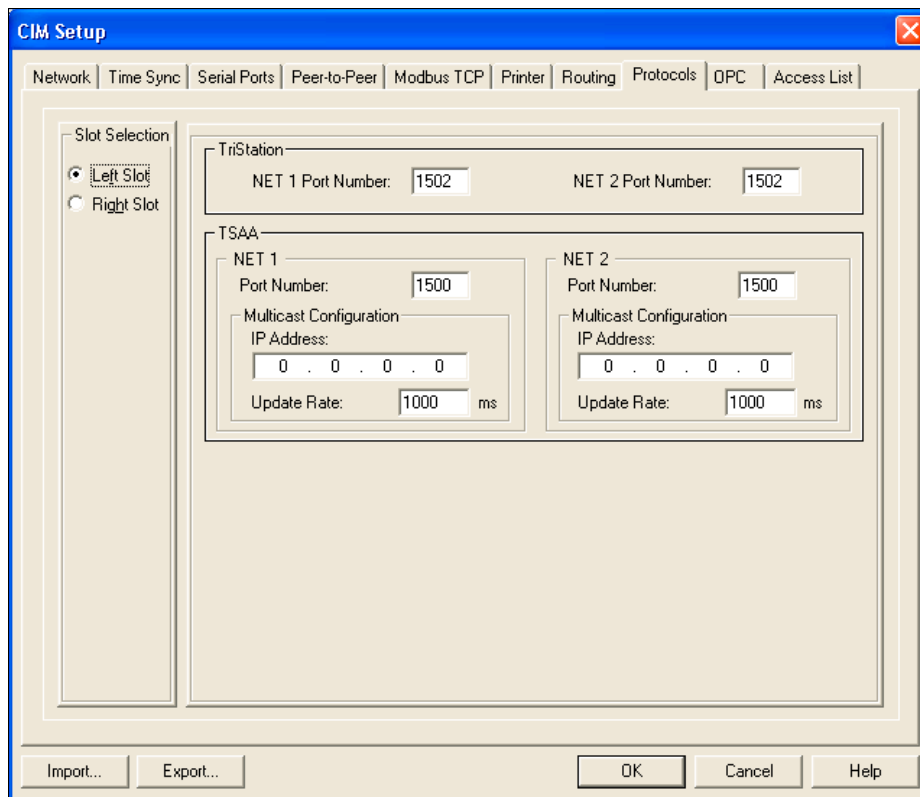 CIM Setup
Network Time Sync Serial Ports Peer-to-Peer Modbus TCP Printer Routing Protocols OPC Access List
Slot Selection
Left Slot
Right Slot
TriStation
NET 1 Port Number: 1502 NET 2 Port Number: 1502
TSAA
NET 1
Port Number: 1500
Multicast Configuration
IP Address:
0 . 0 . 0 . 0
Update Rate: 1000 ms
NET 2
Port Number: 1500
Multicast Configuration
IP Address:
0 . 0 . 0 . 0
Update Rate: 1000 ms
Import... Export... OK Cancel Help